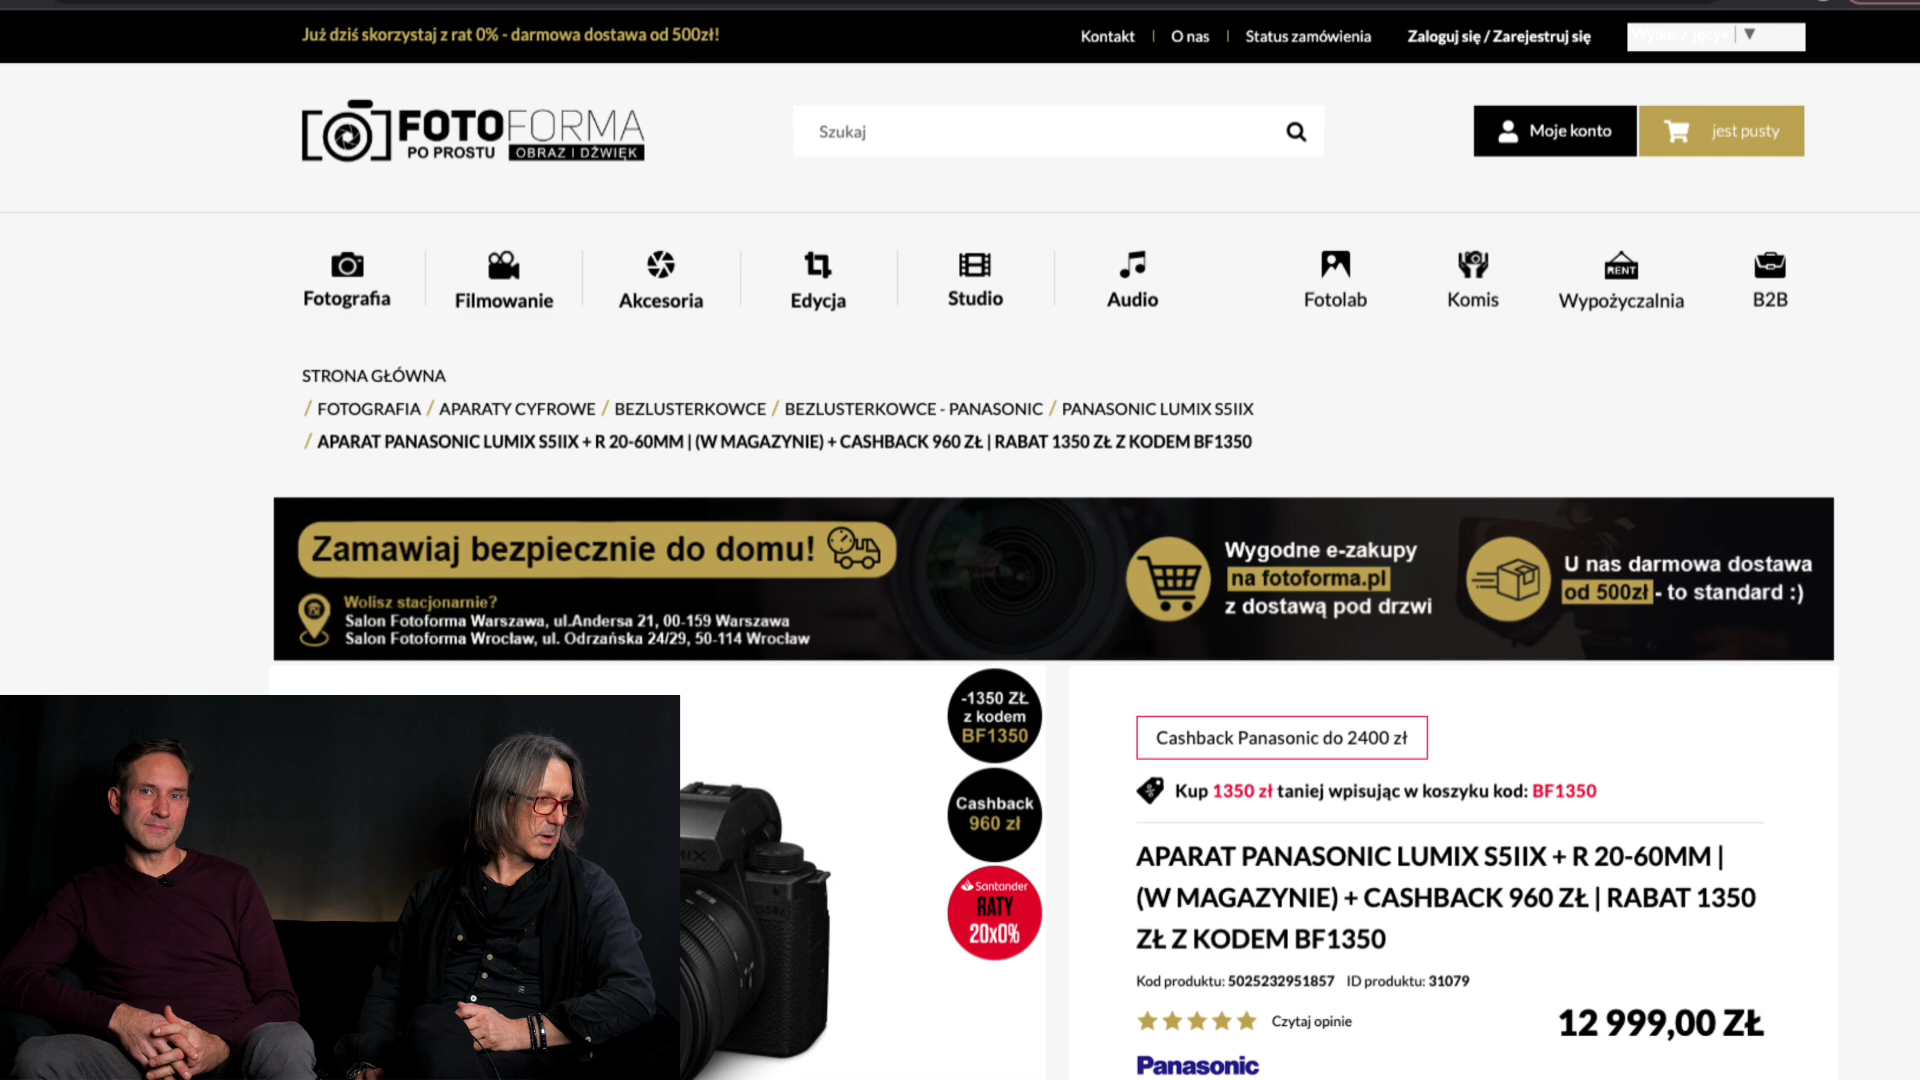 Już dziś skorzystaj z rat 0% - darmowa dostawa od 500zł!
Kontakt
O nas
Status zamówienia
Zaloguj się / Zarejestruj się
Wybierz język
FOTOFORMA
PO PROSTU OBRAZ I DŹWIĘK
Szukaj
Moje konto
jest pusty
Fotografia
Filmowanie
Akcesoria
Edycja
Studio
Audio
Fotolab
Komis
RENT
Wypożyczalnia
B2B
STRONA GŁÓWNA
/ FOTOGRAFIA / APARATY CYFROWE / BEZLUSTERKOWCE / BEZLUSTERKOWCE - PANASONIC / PANASONIC LUMIX S5IIX
/ APARAT PANASONIC LUMIX S5IIX + R 20-60MM | (W MAGAZYNIE) + CASHBACK 960 ZŁ | RABAT 1350 ZŁ Z KODEM BF1350
Zamawiaj bezpiecznie do domu!
Wolisz stacjonarnie?
Salon Fotoforma Warszawa, ul.Andersa 21, 00-159 Warszawa
Salon Fotoforma Wrocław, ul. Odrzańska 24/29, 50-114 Wrocław
Wygodne e-zakupy
na fotoforma.pl
z dostawą pod drzwi
U nas darmowa dostawa
od 500zł - to standard :)
-1350 ZŁ
z kodem
BF1350
Cashback
960 zł
Santander
RATY
20x0%
Cashback Panasonic do 2400 zł
Kup 1350 zł taniej wpisując w koszyku kod: BF1350
APARAT PANASONIC LUMIX S5IIX + R 20-60MM |
(W MAGAZYNIE) + CASHBACK 960 ZŁ | RABAT 1350
ZŁ Z KODEM BF1350
Kod produktu: 5025232951857 ID produktu: 31079
Czytaj opinie
12 999,00 ZŁ
Panasonic